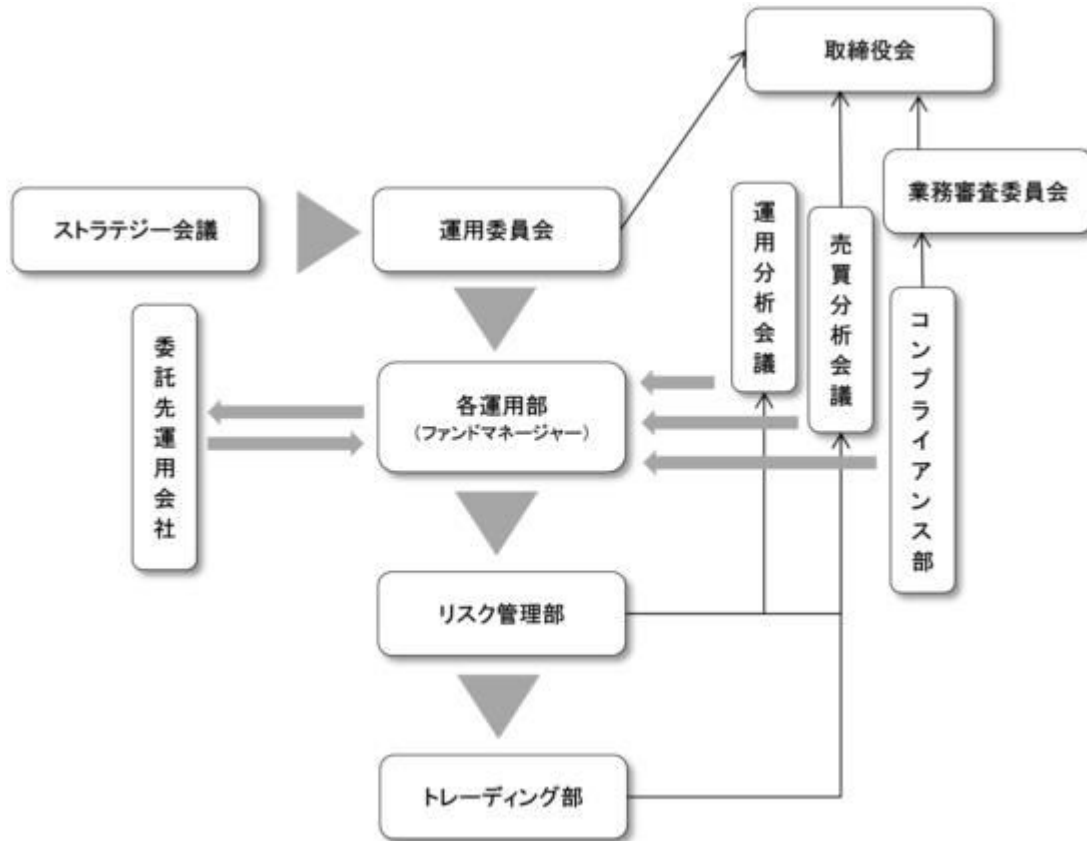 取締役会
業務審査委員会
ストラテジー会議
運用委員会
運用分析会議
売買分析会議
コンプライアンス部
委託先運用会社
各運用部
(ファンドマネージャー)
リスク管理部
トレーディング部